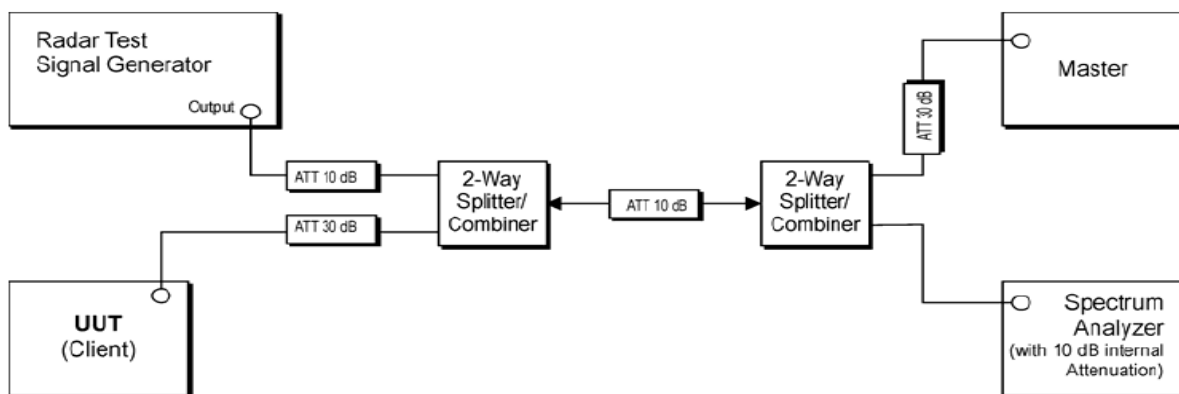 Radar Test
Signal Generator
Output
ATT 10 dB
ATT 30 dB
UUT
(Client)
2-Way
Splitter/
Combiner
ATT 10 dB
2-Way
Splitter/
Combiner
ATT 30 dB
Master
Spectrum
Analyzer
(with 10 dB internal
Attenuation)